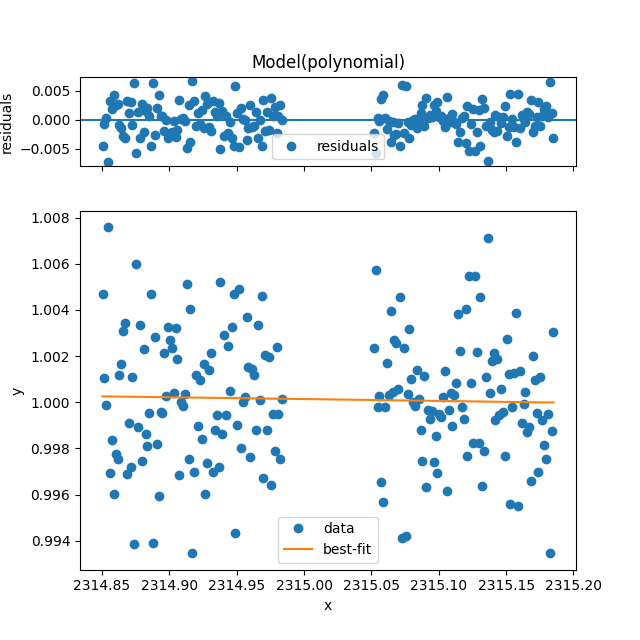 Model(polynomial)
residuals
0.005
0.000
−0.005
residuals
y
1.008
1.006
1.004
1.002
1.000
0.998
0.996
0.994
data
best-fit
2314.85 2314.90 2314.95 2315.00 2315.05 2315.10 2315.15 2315.20
x